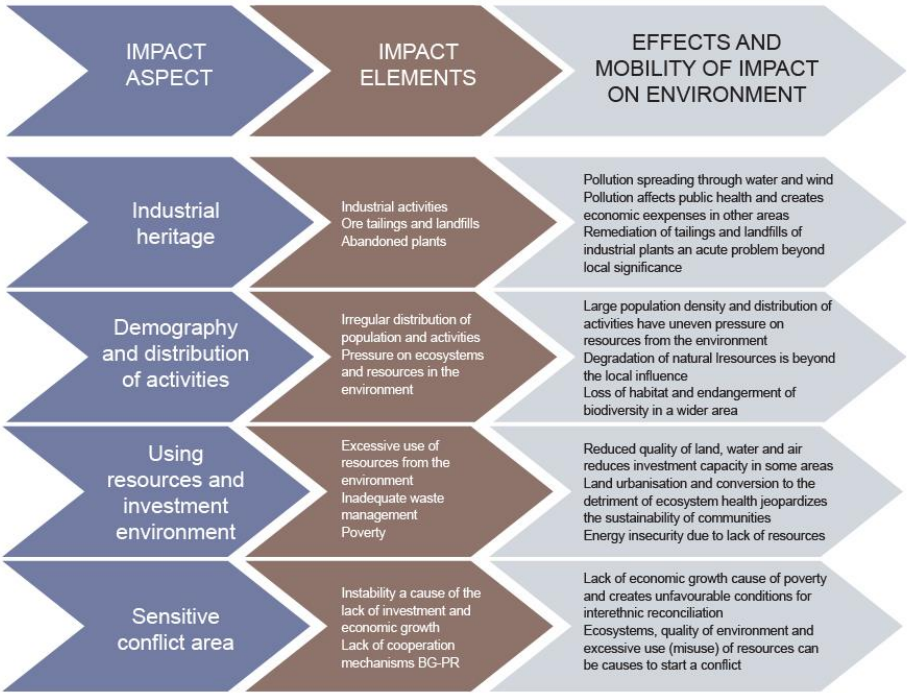 IMPACT
ASPECT
IMPACT
ELEMENTS
EFFECTS AND
MOBILITY OF IMPACT
ON ENVIRONMENT
Industrial
heritage
Industrial activities
Ore tailings and landfills
Abandoned plants
Pollution spreading through water and wind
Pollution affects public health and creates
economic eexpenses in other areas
Remediation of tailings and landfills of
industrial plants an acute problem beyond
local significance
Demography
and distribution
of activities
Irregular distribution of
population and activities
Pressure on ecosystems
and resources in the
environment
Large population density and distribution of
activities have uneven pressure on
resources from the environment
Degradation of natural lresources is beyond
the local influence
Loss of habitat and endangerment of
biodiversity in a wider area
Using
resources and
investment
environment
Excessive use of
resources from the
environment
Inadequate waste
management
Poverty
Reduced quality of land, water and air
reduces investment capacity in some areas
Land urbanisation and conversion to the
detriment of ecosystem health jeopardizes
the sustainability of communities
Energy insecurity due to lack of resources
Sensitive
conflict area
Instability a cause of the
lack of investment and
economic growth
Lack of cooperation
mechanisms BG-PR
Lack of economic growth cause of poverty
and creates unfavourable conditions for
interethnic reconciliation
Ecosystems, quality of environment and
excessive use (misuse) of resources can
be causes to start a conflict